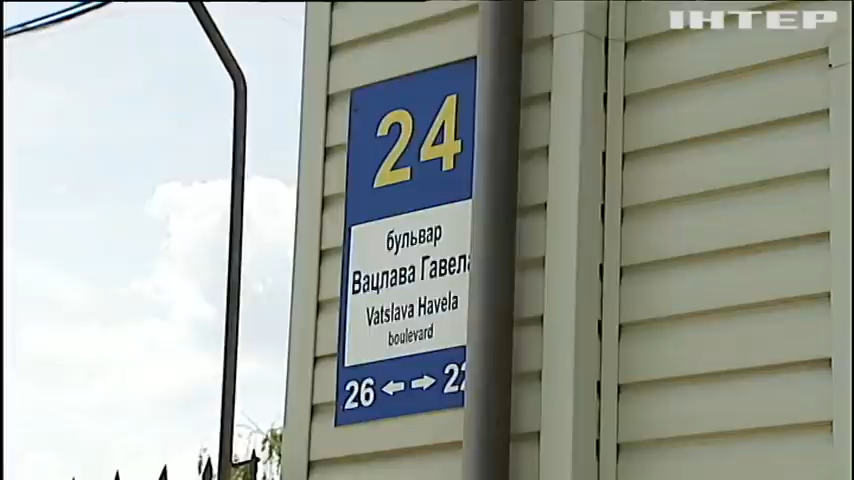 ІНТЕР
24
бульвар
Вацлава Гавела
Vatslava Havela
boulevard
26 ←→ 22